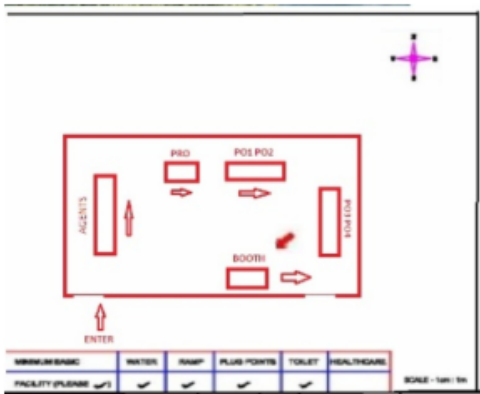 PRO
PO1 PO2
AGENTS
PO3 PO4
BOOTH
ENTER
MINIMUM BASIC WATER RAMP PLUG POINTS TOILET HEALTHCARE
FACILITY (PLEASE ✓) ✓ ✓ ✓ ✓
SCALE - 1cm : 1m